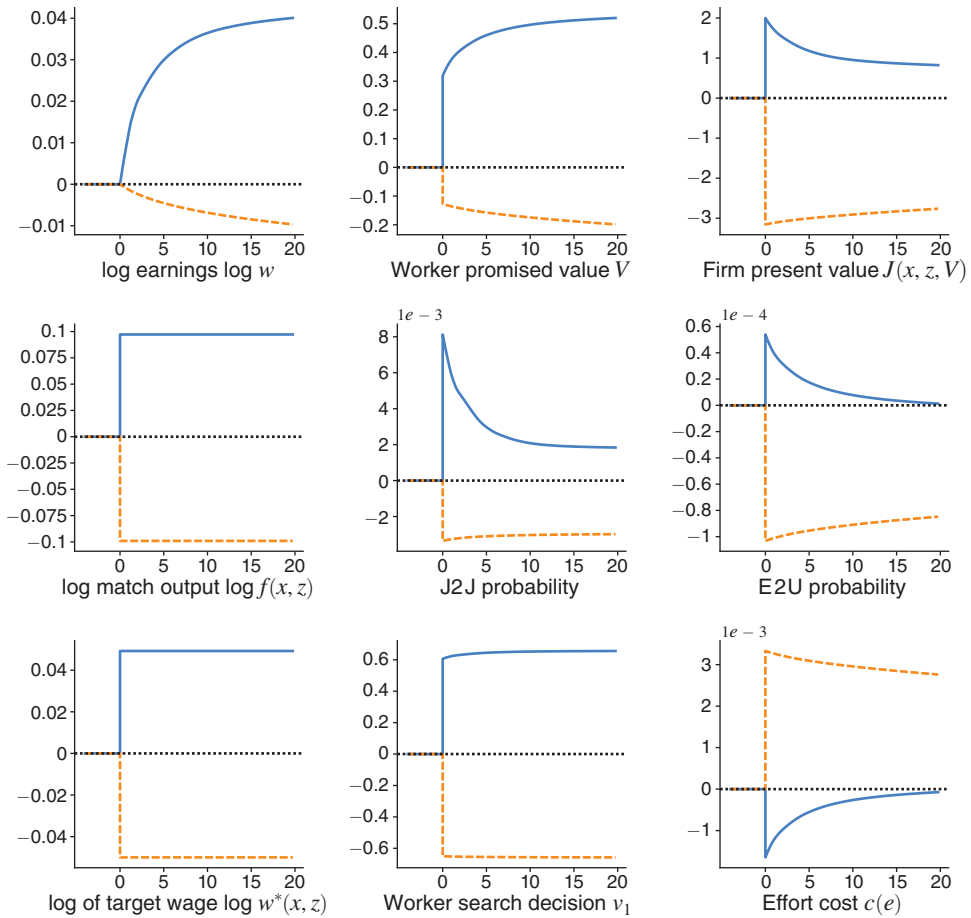 0.04
0.03
0.02
0.01
0
−0.01
0 5 10 15 20
log earnings log w
0.5
0.4
0.3
0.2
0.1
0
−0.1
−0.2
0 5 10 15 20
Worker promised value V
2
1
0
−1
−2
−3
0 5 10 15 20
Firm present value J(x, z, V)
0.1
0.075
0.05
0.025
0
−0.025
−0.05
−0.075
−0.1
0 5 10 15 20
log match output log f(x, z)
1e − 3
8
6
4
2
0
−2
0 5 10 15 20
J2J probability
1e − 4
0.6
0.4
0.2
0
−0.2
−0.4
−0.6
−0.8
−1
0 5 10 15 20
E2U probability
0.04
0.02
0
−0.02
−0.04
0 5 10 15 20
log of target wage log w*(x, z)
0.6
0.4
0.2
0
−0.2
−0.4
−0.6
0 5 10 15 20
Worker search decision v₁
1e − 3
3
2
1
0
−1
0 5 10 15 20
Effort cost c(e)